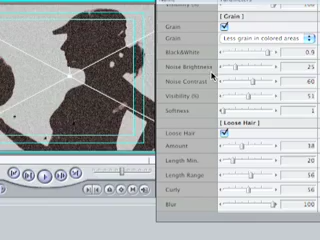 [ Grain ]
Grain
Grain Less grain in colored areas
Black&White 0.9
Noise Brightness 25
Noise Contrast 60
Visibility (%) 51
Softness 1
[ Loose Hair ]
Loose Hair
Amount 38
Length Min. 20
Length Range 56
Curly 56
Blur 100